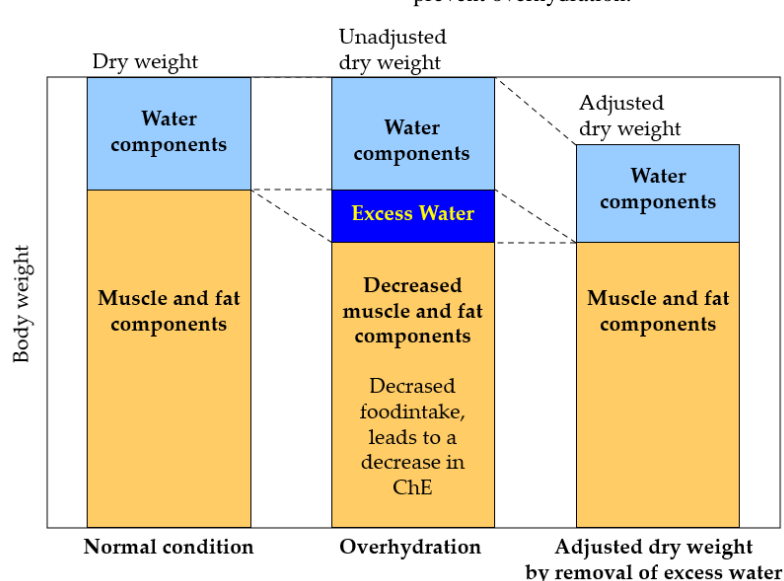 prevent overhydration.
Dry weight
Unadjusted
dry weight
Adjusted
dry weight
Water
components
Water
components
Water
components
Excess Water
Body weight
Muscle and fat
components
Decreased
muscle and fat
components
Muscle and fat
components
Decrased
foodintake,
leads to a
decrease in
ChE
Normal condition
Overhydration
Adjusted dry weight
by removal of excess water